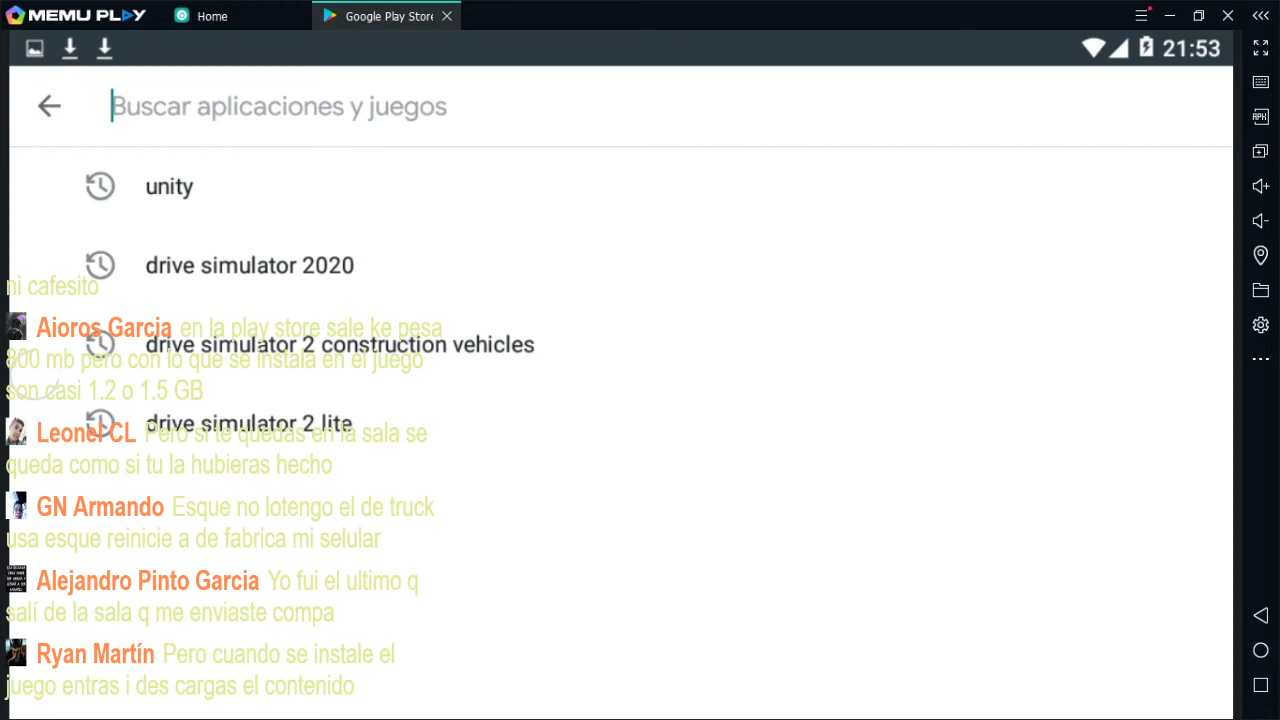 MEMU PLAY
Home
Google Play Store
21:53
Buscar aplicaciones y juegos
unity
drive simulator 2020
ni cafesito
Aioros Garcia en la play store sale ke pesa
drive simulator 2 construction vehicles
800 mb pero con lo que se instala en el juego
son casi 1.2 o 1.5 GB
drive simulator 2 lite
Leonel CL Pero si te quedas en la sala se
queda como si tu la hubieras hecho
GN Armando Esque no lotengo el de truck
usa esque reinicie a de fabrica mi selular
Alejandro Pinto Garcia Yo fui el ultimo q
salí de la sala q me enviaste compa
Ryan Martín Pero cuando se instale el
juego entras i des cargas el contenido
APK